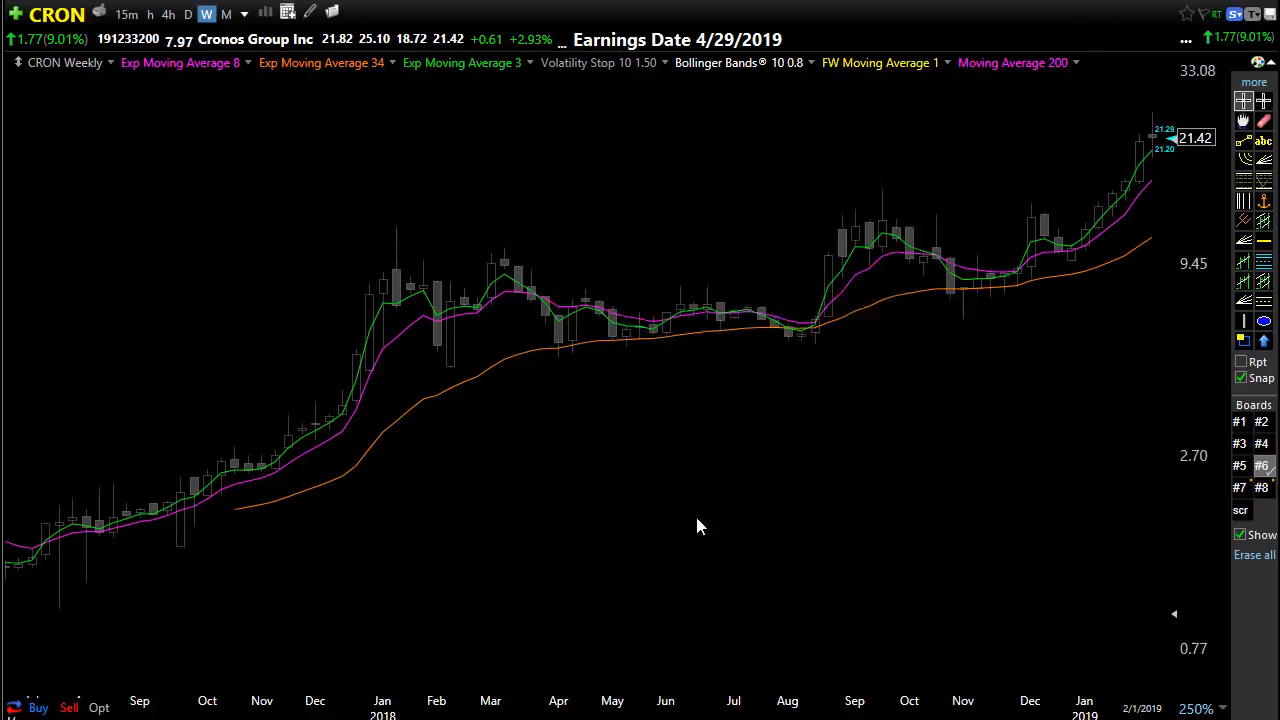 CRON 15m h 4h D W M RT S T
1.77(9.01%) 191233200 7.97 Cronos Group Inc 21.82 25.10 18.72 21.42 +0.61 +2.93% ... Earnings Date 4/29/2019 ... 1.77(9.01%)
CRON Weekly Exp Moving Average 8 Exp Moving Average 34 Exp Moving Average 3 Volatility Stop 10 1.50 Bollinger Bands® 10 0.8 FW Moving Average 1 Moving Average 200
33.08
more
21.29
21.42
21.20
abc
9.45
Rpt
Snap
Boards
#1 #2
#3 #4
2.70
#5 #6
#7 #8
scr
Show
Erase all
0.77
Sep Oct Nov Dec Jan Feb Mar Apr May Jun Jul Aug Sep Oct Nov Dec Jan
Buy Sell Opt 2/1/2019 250%
2018 2019